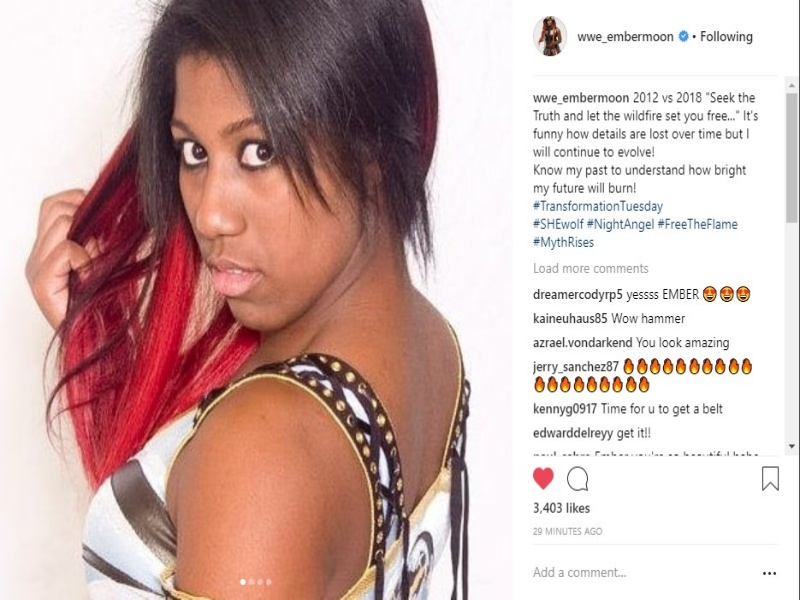 wwe_embermoon • Following
wwe_embermoon 2012 vs 2018 "Seek the
Truth and let the wildfire set you free..." It's
funny how details are lost over time but I
will continue to evolve!
Know my past to understand how bright
my future will burn!
#TransformationTuesday
#SHEwolf #NightAngel #FreeTheFlame
#MythRises
Load more comments
dreamercodyrp5 yessss EMBER 😍😍😍
kaineuhaus85 Wow hammer
azrael.vondarkend You look amazing
jerry_sanchez87 🔥🔥🔥🔥🔥🔥🔥🔥🔥🔥
🔥🔥🔥🔥🔥🔥🔥🔥🔥
kennyg0917 Time for u to get a belt
edwarddelreyy get it!!
3,403 likes
29 MINUTES AGO
Add a comment...